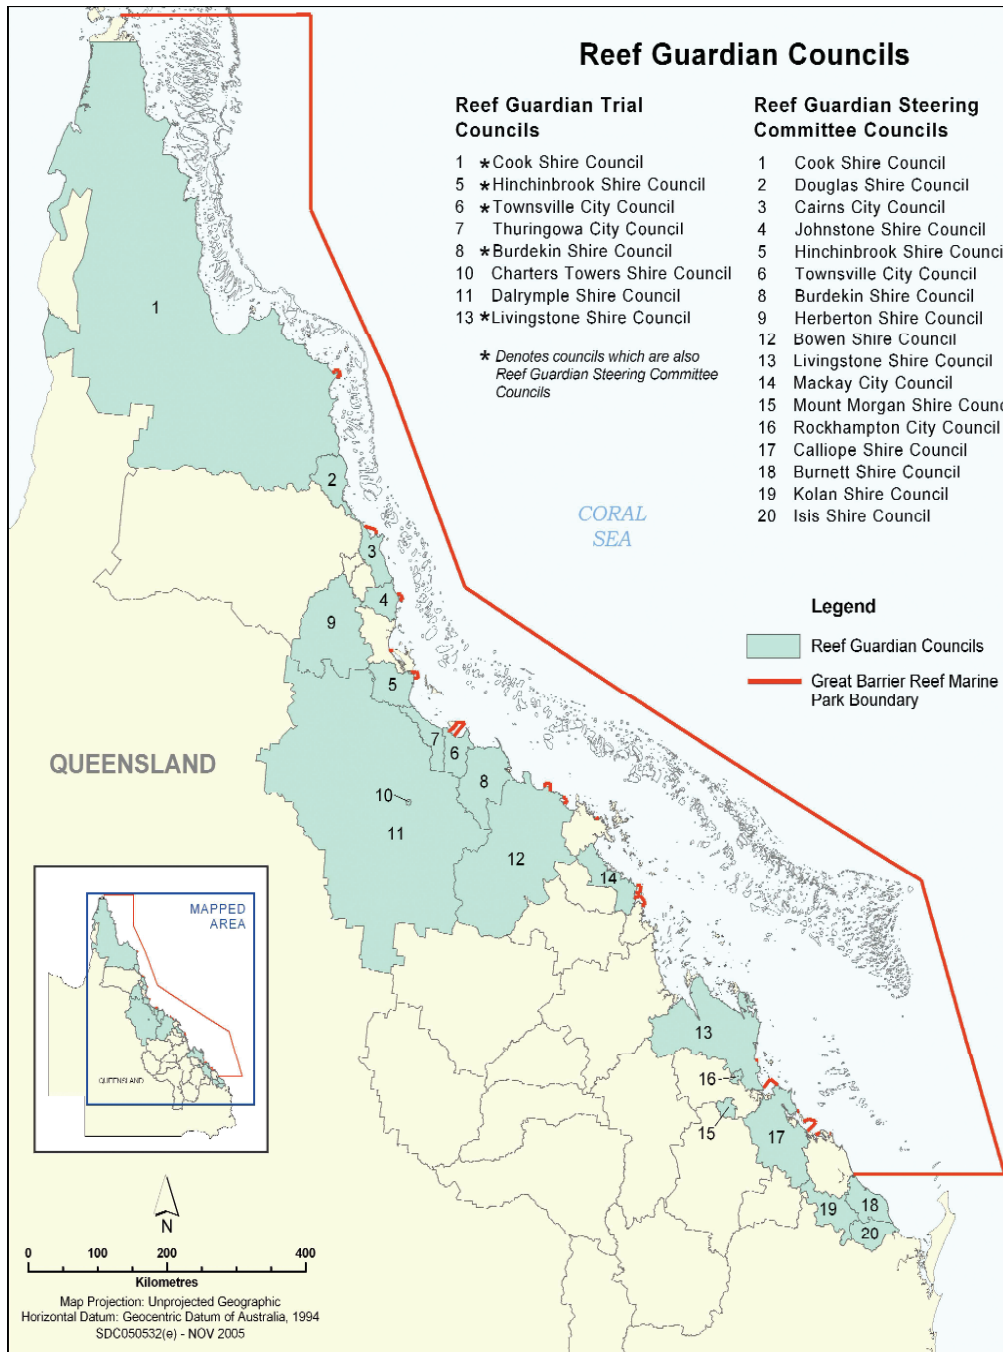 Reef Guardian Councils
Reef Guardian Trial
Councils
1 *Cook Shire Council
5 *Hinchinbrook Shire Council
6 *Townsville City Council
7 Thuringowa City Council
8 *Burdekin Shire Council
10 Charters Towers Shire Council
11 Dalrymple Shire Council
13 *Livingstone Shire Council
* Denotes councils which are also
Reef Guardian Steering Committee
Councils
Reef Guardian Steering
Committee Councils
1 Cook Shire Council
2 Douglas Shire Council
3 Cairns City Council
4 Johnstone Shire Council
5 Hinchinbrook Shire Council
6 Townsville City Council
8 Burdekin Shire Council
9 Herberton Shire Council
12 Bowen Shire Council
13 Livingstone Shire Council
14 Mackay City Council
15 Mount Morgan Shire Counc
16 Rockhampton City Council
17 Calliope Shire Council
18 Burnett Shire Council
19 Kolan Shire Council
20 Isis Shire Council
CORAL
SEA
Legend
Reef Guardian Councils
Great Barrier Reef Marine
Park Boundary
1
2
3
4
9
5
7
6
8
10
11
12
14
13
16
15
17
19
18
20
QUEENSLAND
MAPPED
AREA
QUEENSLAND
N
0 100 200 400
Kilometres
Map Projection: Unprojected Geographic
Horizontal Datum: Geocentric Datum of Australia, 1994
SDC050532(e) - NOV 2005